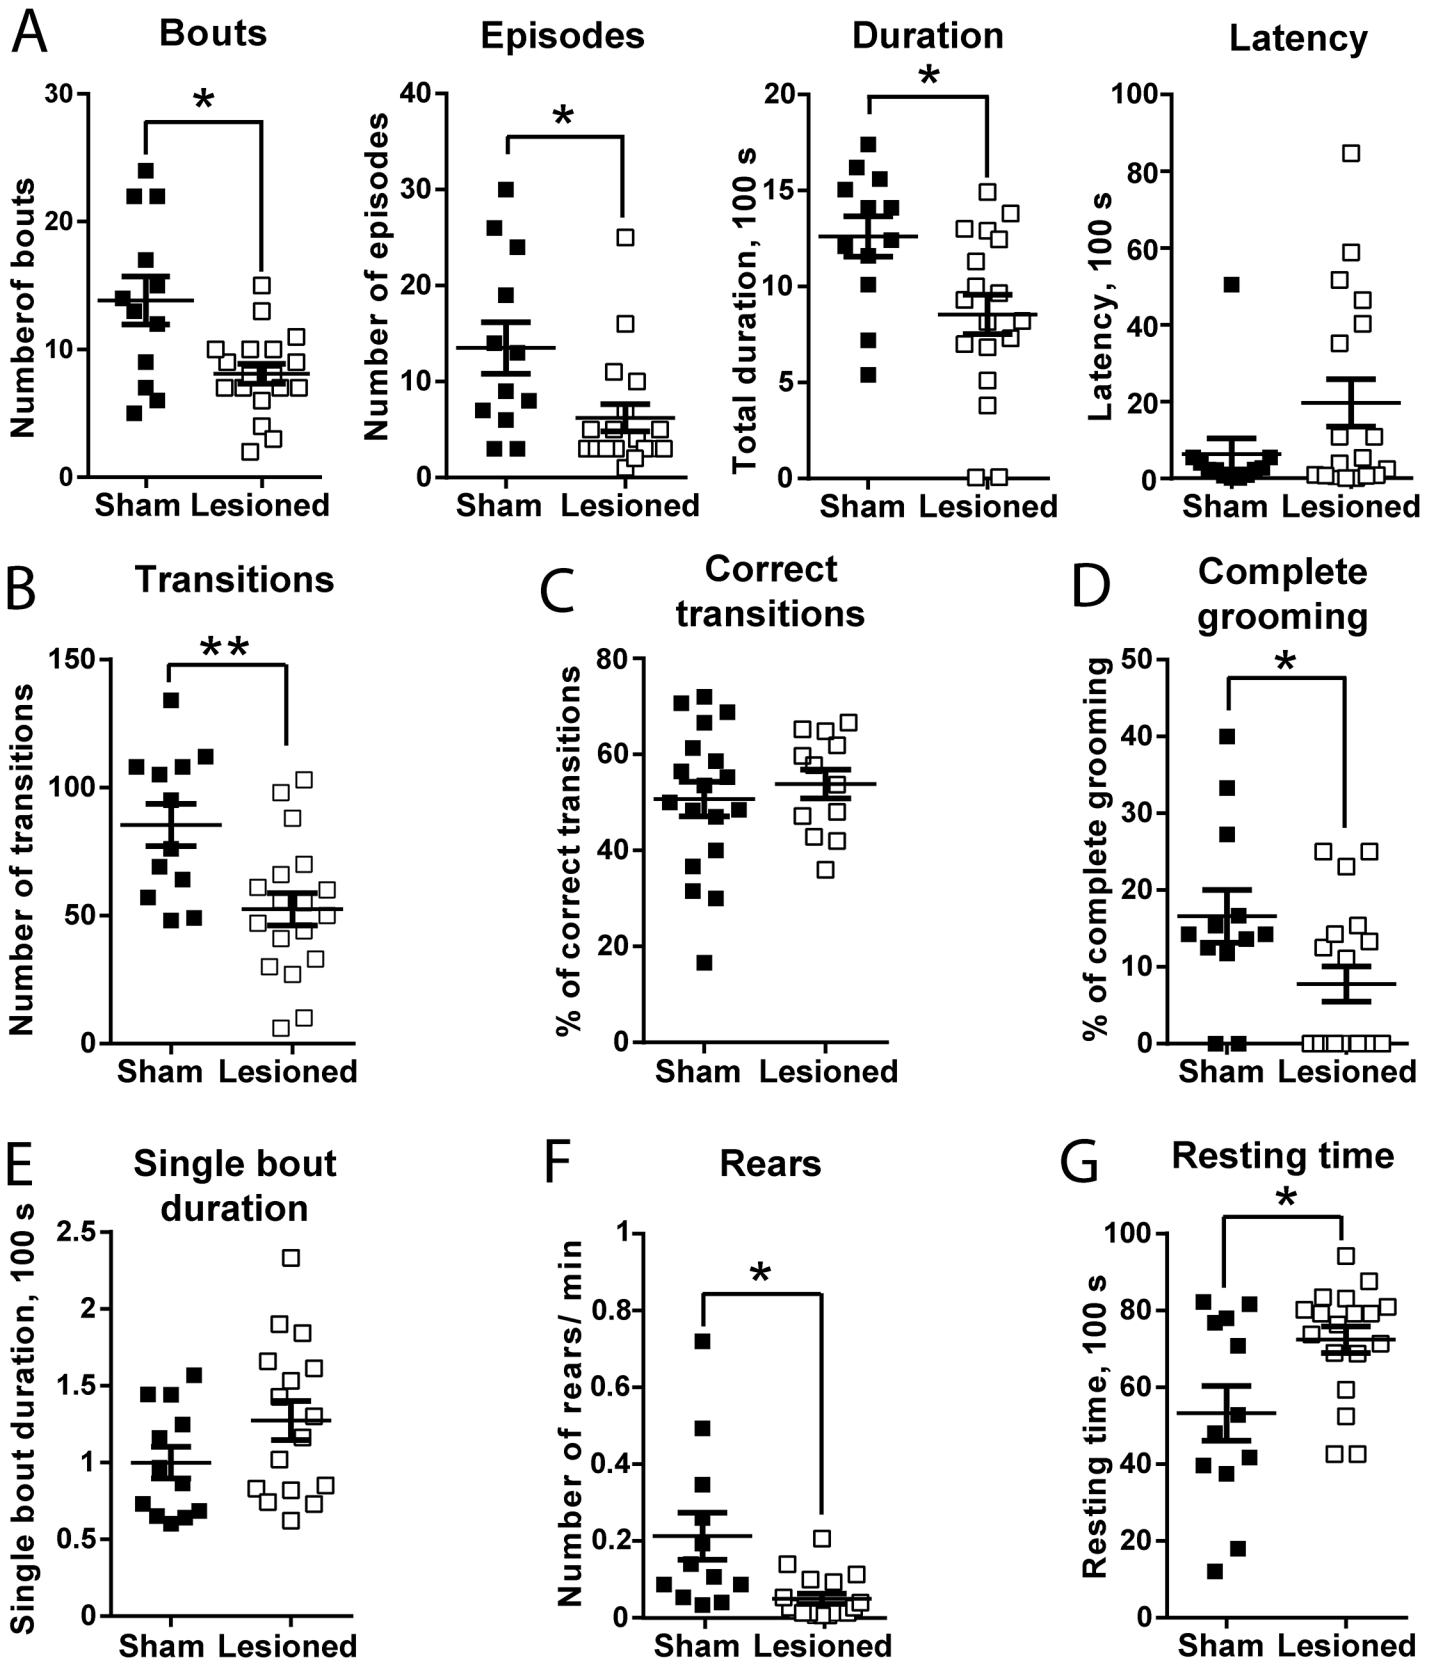 A
Bouts
Episodes
Duration
Latency
Numberof bouts
30
20
10
0
*
Sham Lesioned
Number of episodes
40
30
20
10
0
*
Sham Lesioned
Total duration, 100 s
20
15
10
5
0
*
Sham Lesioned
Latency, 100 s
100
80
60
40
20
0
Sham Lesioned
B
Transitions
Number of transitions
150
100
50
0
**
Sham Lesioned
C
Correct
transitions
% of correct transitions
80
60
40
20
0
Sham Lesioned
D
Complete
grooming
% of complete grooming
50
40
30
20
10
0
*
Sham Lesioned
E
Single bout
duration
Single bout duration, 100 s
2.5
2
1.5
1
0.5
0
Sham Lesioned
F
Rears
Number of rears/ min
1
0.8
0.6
0.4
0.2
0
*
Sham Lesioned
G
Resting time
Resting time, 100 s
100
80
60
40
20
0
*
Sham Lesioned